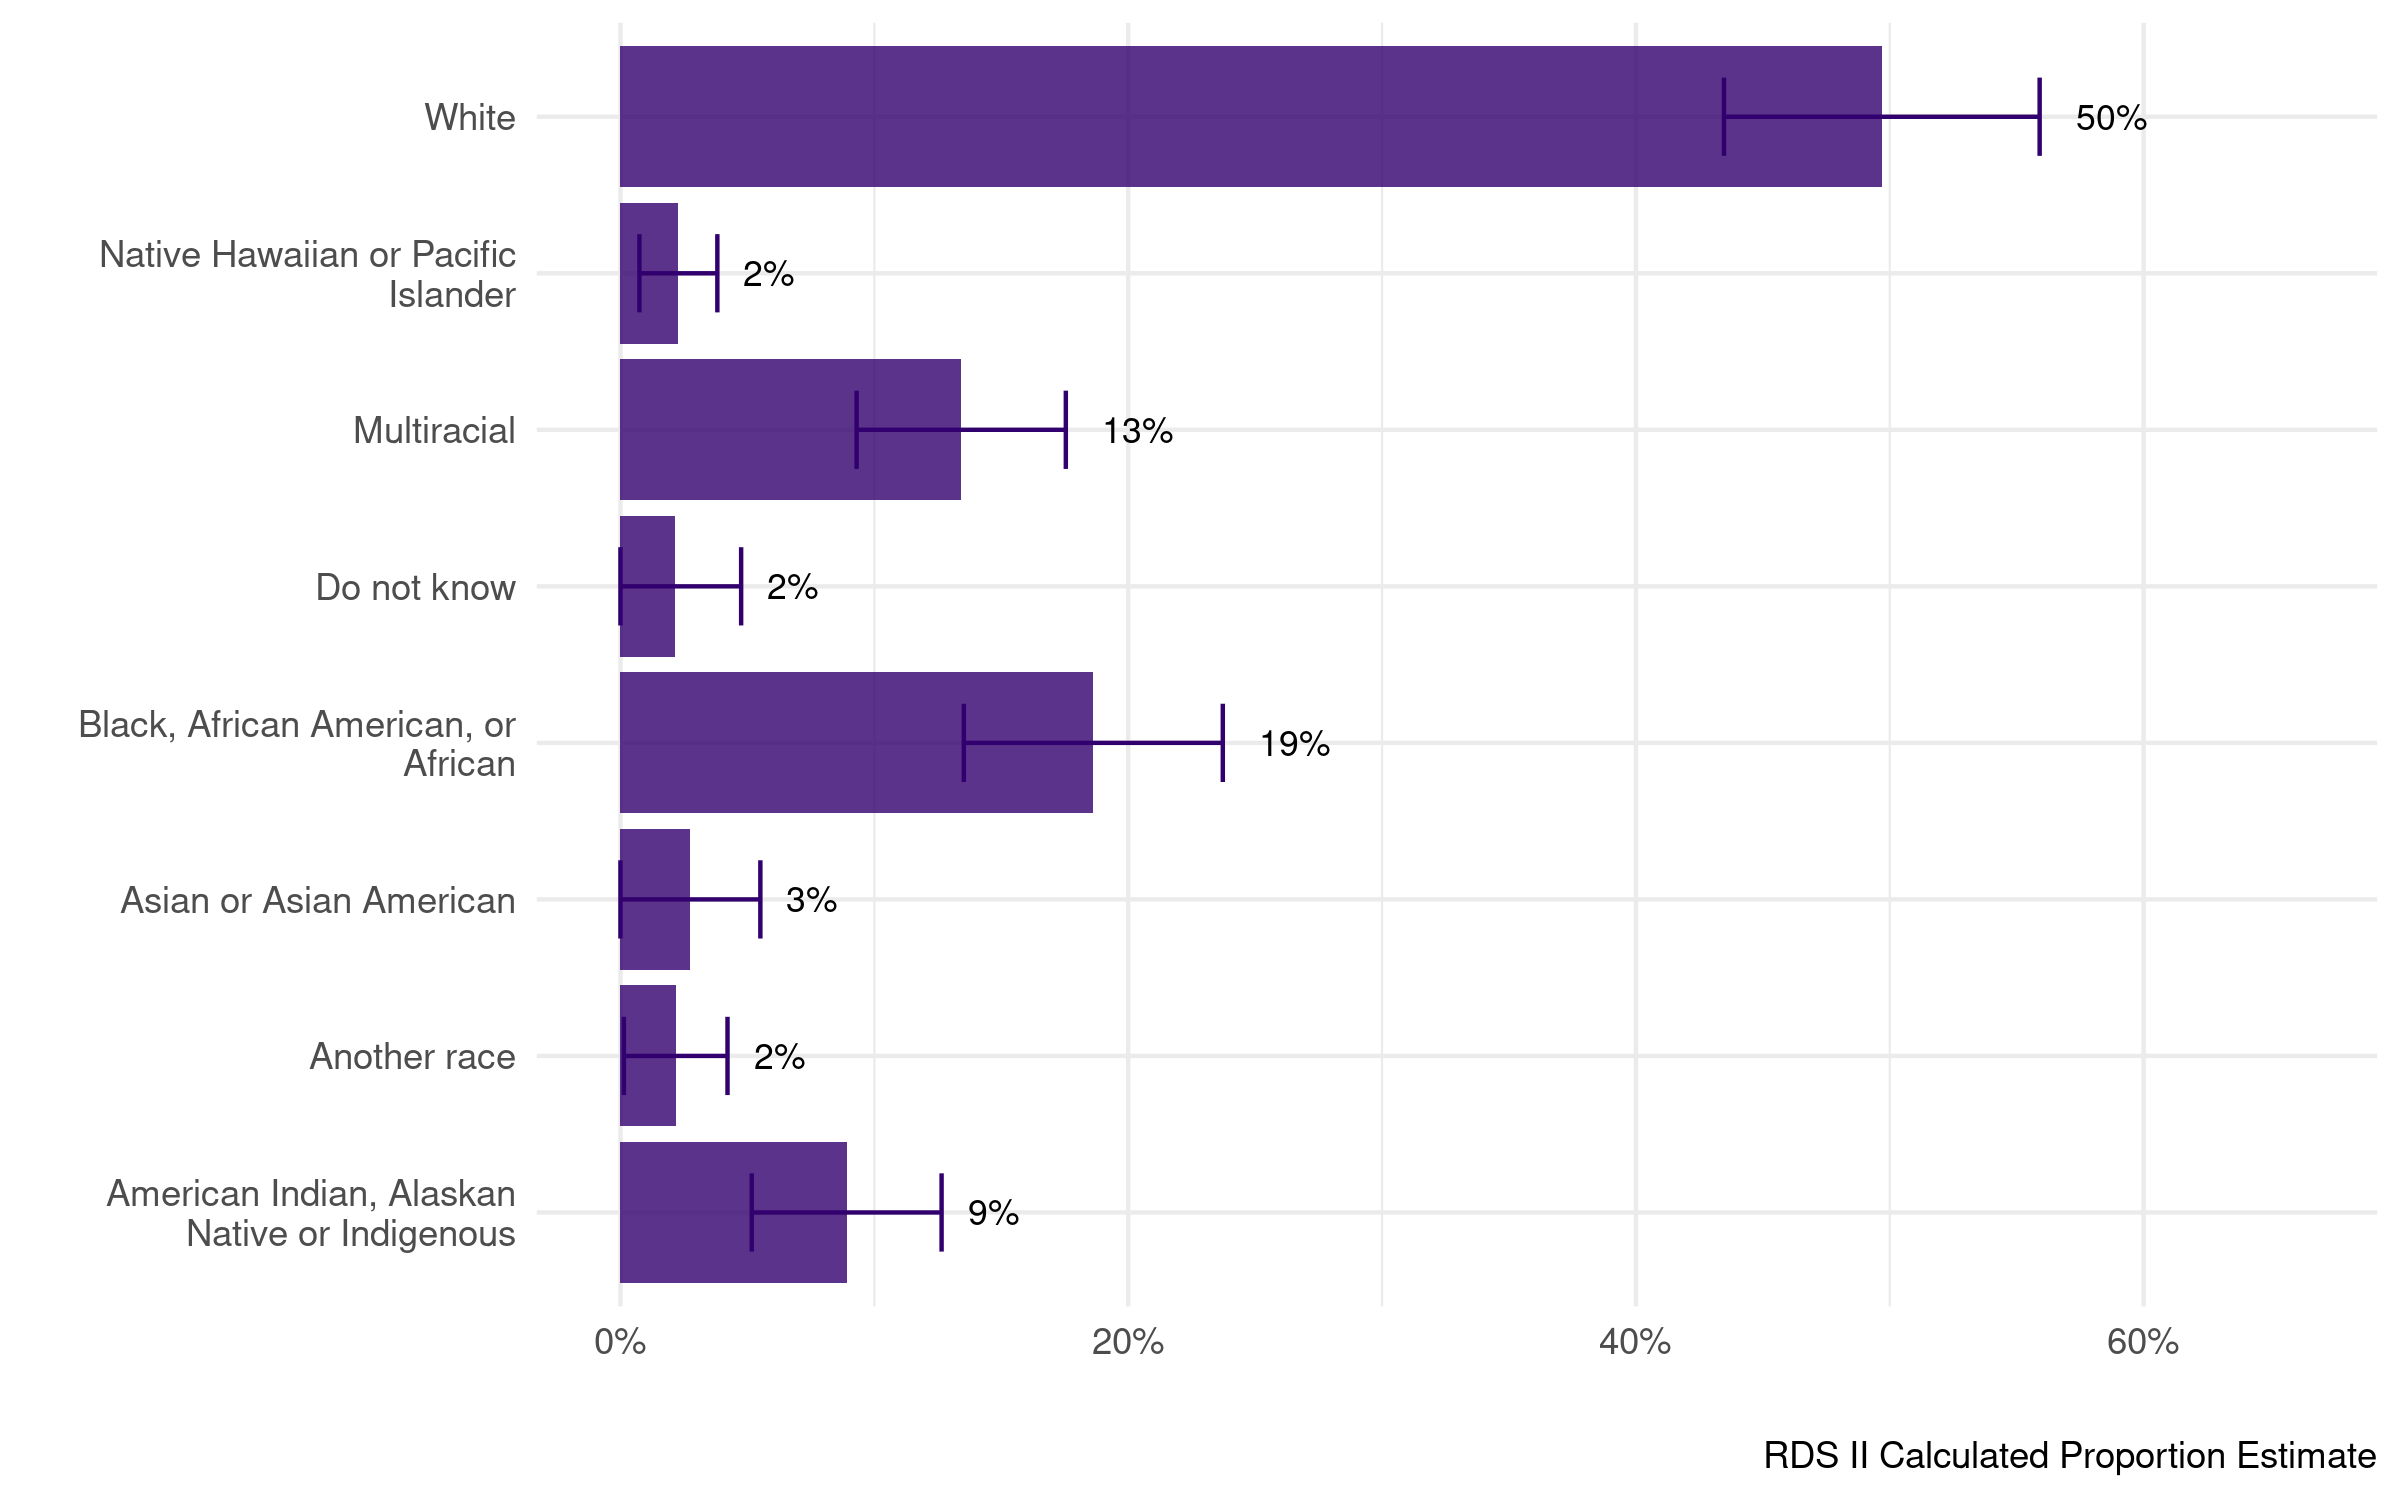 White
50%
Native Hawaiian or Pacific
Islander
2%
Multiracial
13%
Do not know
2%
Black, African American, or
African
19%
Asian or Asian American
3%
Another race
2%
American Indian, Alaskan
Native or Indigenous
9%
0%
20%
40%
60%
RDS II Calculated Proportion Estimate